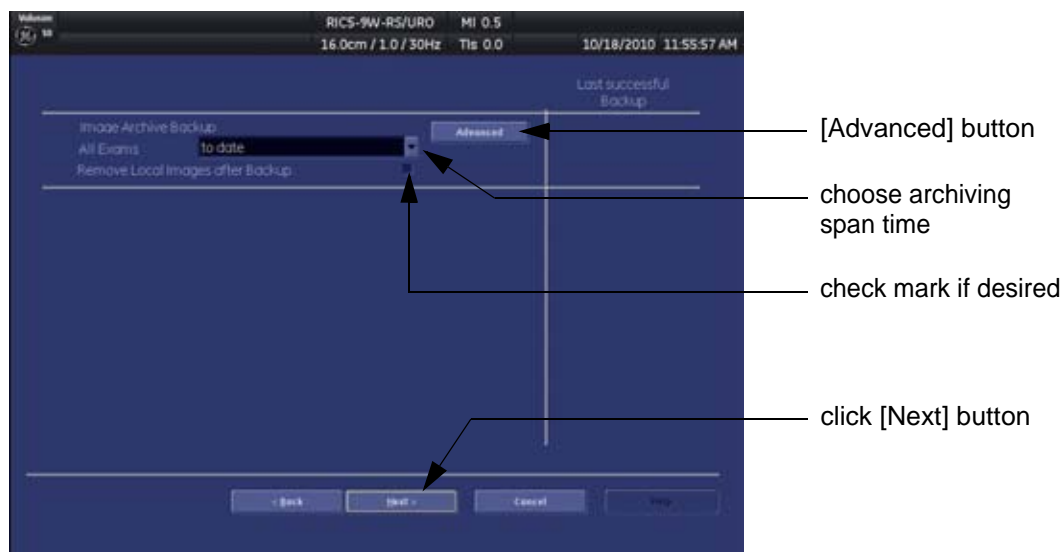 Voluson
S8
RIC5-9W-RS/URO MI 0.5
16.0cm / 1.0 / 30Hz TIs 0.0 10/18/2010 11:55:57 AM
Last successful
Backup
Image Archive Backup
Advanced
All Exams to date
Remove Local Images after Backup
[Advanced] button
choose archiving
span time
check mark if desired
click [Next] button
< Back Next > Cancel Help